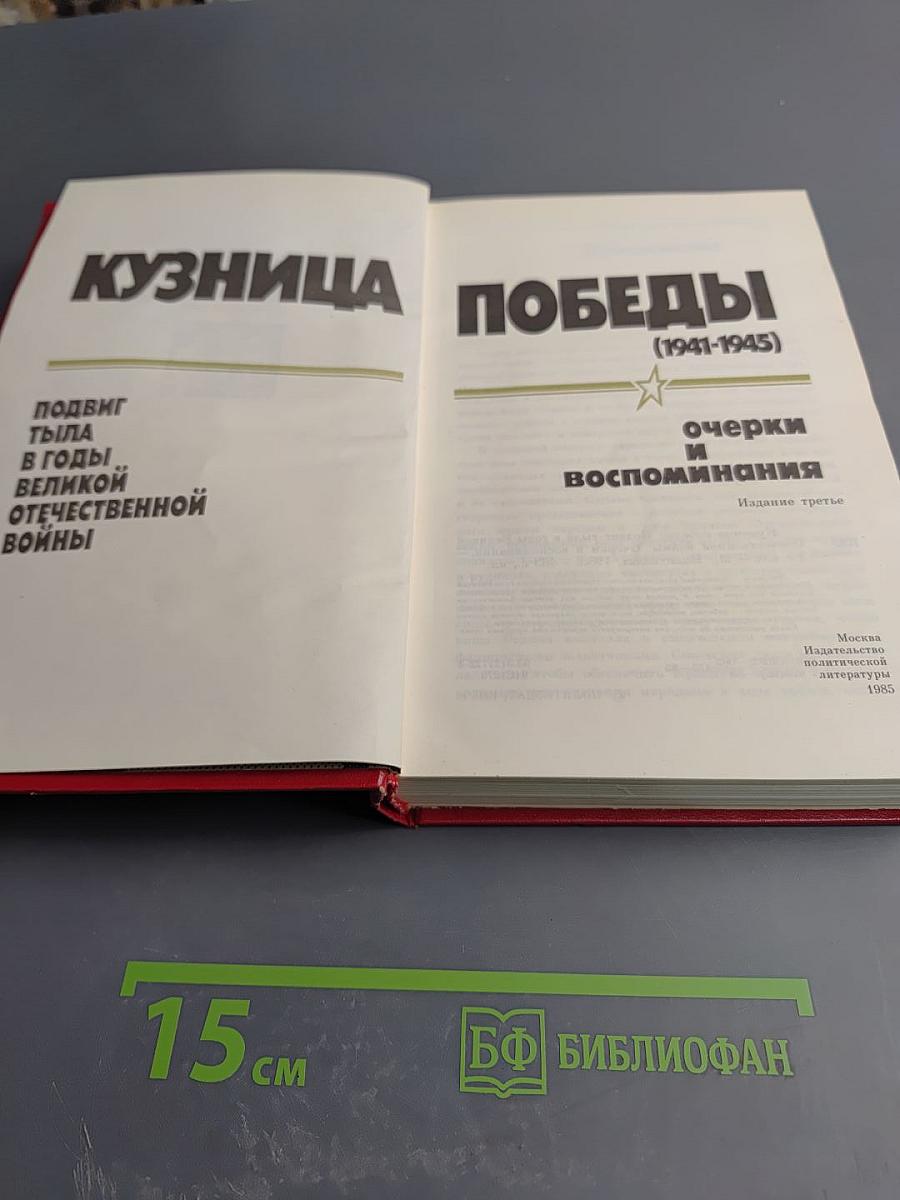 КУЗНИЦА
ПОДВИГ
ТЫЛА
В ГОДЫ
ВЕЛИКОЙ
ОТЕЧЕСТВЕННОЙ
ВОЙНЫ
ПОБЕДЫ
(1941-1945)
очерки
и
воспоминания
Издание третье
Москва
Издательство
политической
литературы
1985
15 см
БФ БИБЛИОФАН